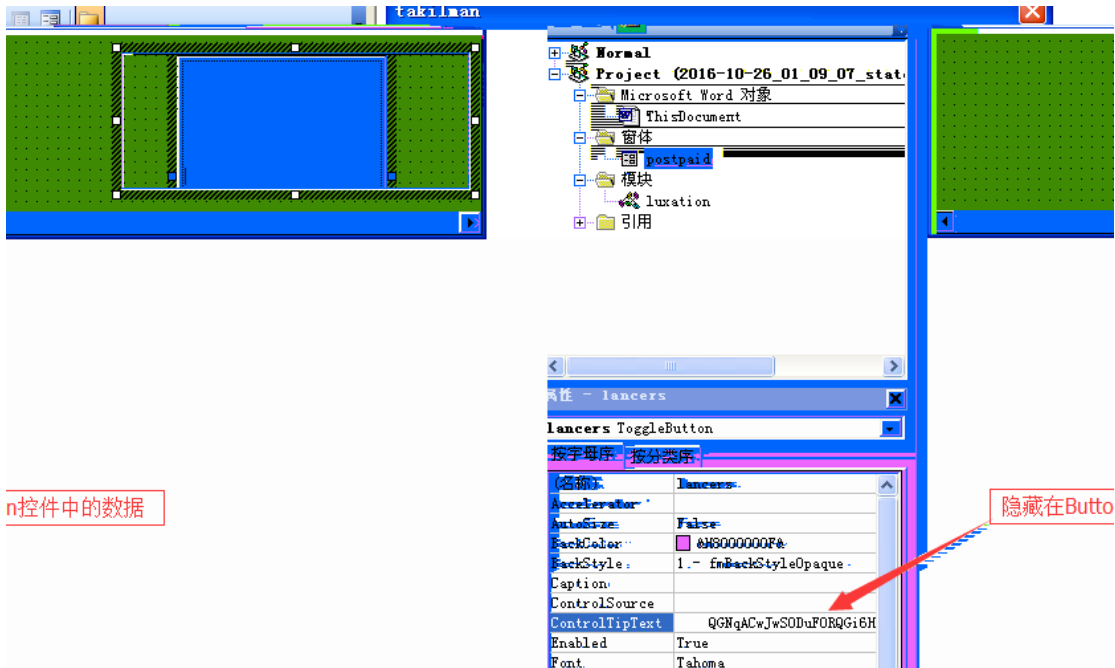 takilman
Normal
Project (2016-10-26_01_09_07_stat
Microsoft Word 对象
ThisDocument
窗体
postpaid
模块
luxation
引用
属性 - lancers
lancers ToggleButton
按字母序 按分类序
(名称) lancers
Accelerator
AutoSize False
BackColor &H8000000F&
BackStyle 1 - fmBackStyleOpaque
Caption
ControlSource
ControlTipText QGNqACwJwSODuFORQGi6H
Enabled True
Font Tahoma
n控件中的数据
隐藏在Butto